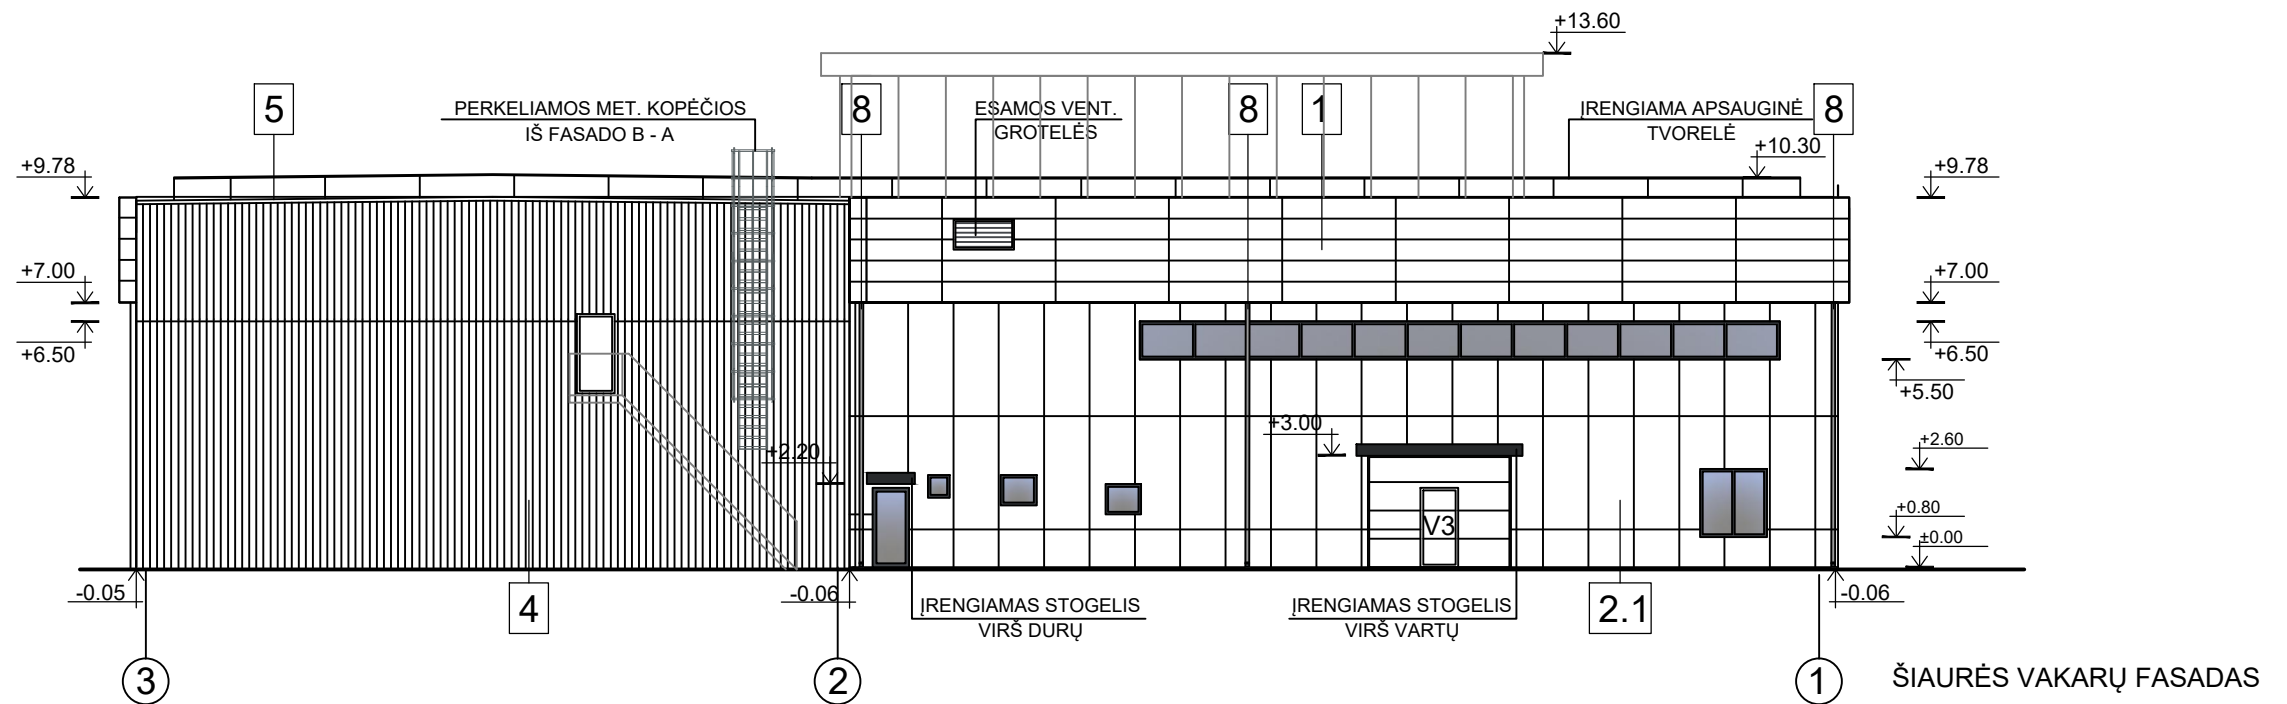 +13.60
5
PERKELIAMOS MET. KOPĖČIOS
IŠ FASADO B - A
8
ESAMOS VENT.
GROTELĖS
8
1
ĮRENGIAMA APSAUGINĖ
TVORELĖ
8
+10.30
+9.78
+9.78
+7.00
+7.00
+6.50
+6.50
+5.50
+3.00
+2.20
+2.60
+0.80
±0.00
V3
-0.05
4
-0.06
ĮRENGIAMAS STOGELIS
VIRŠ DURŲ
ĮRENGIAMAS STOGELIS
VIRŠ VARTŲ
2.1
-0.06
3
2
1
ŠIAURĖS VAKARŲ FASADAS